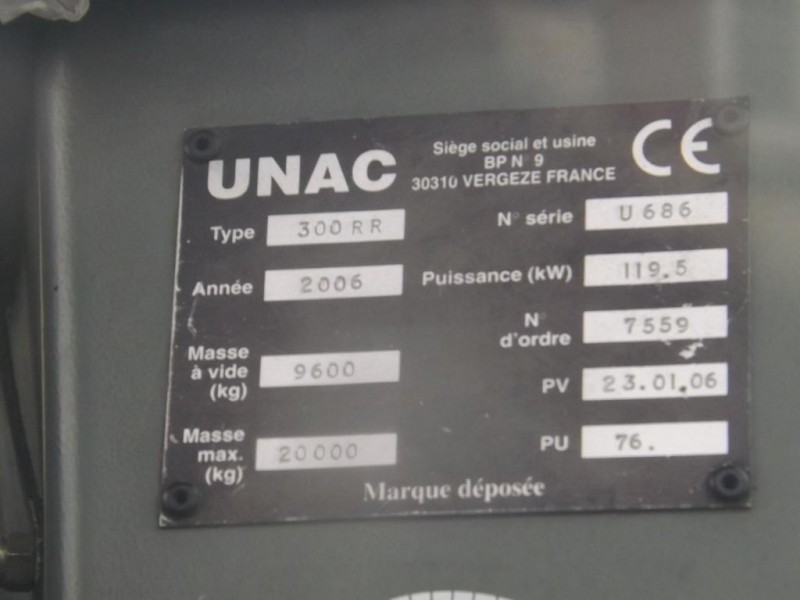 UNAC
Siège social et usine
BP N° 9
30310 VERGEZE FRANCE
CE
Type 300 RR
N° série U 686
Année 2006
Puissance (kW) 119.5
N° d'ordre 7559
Masse à vide (kg) 9600
PV 23.01.06
Masse max. (kg) 20000
PU 76.
Marque déposée